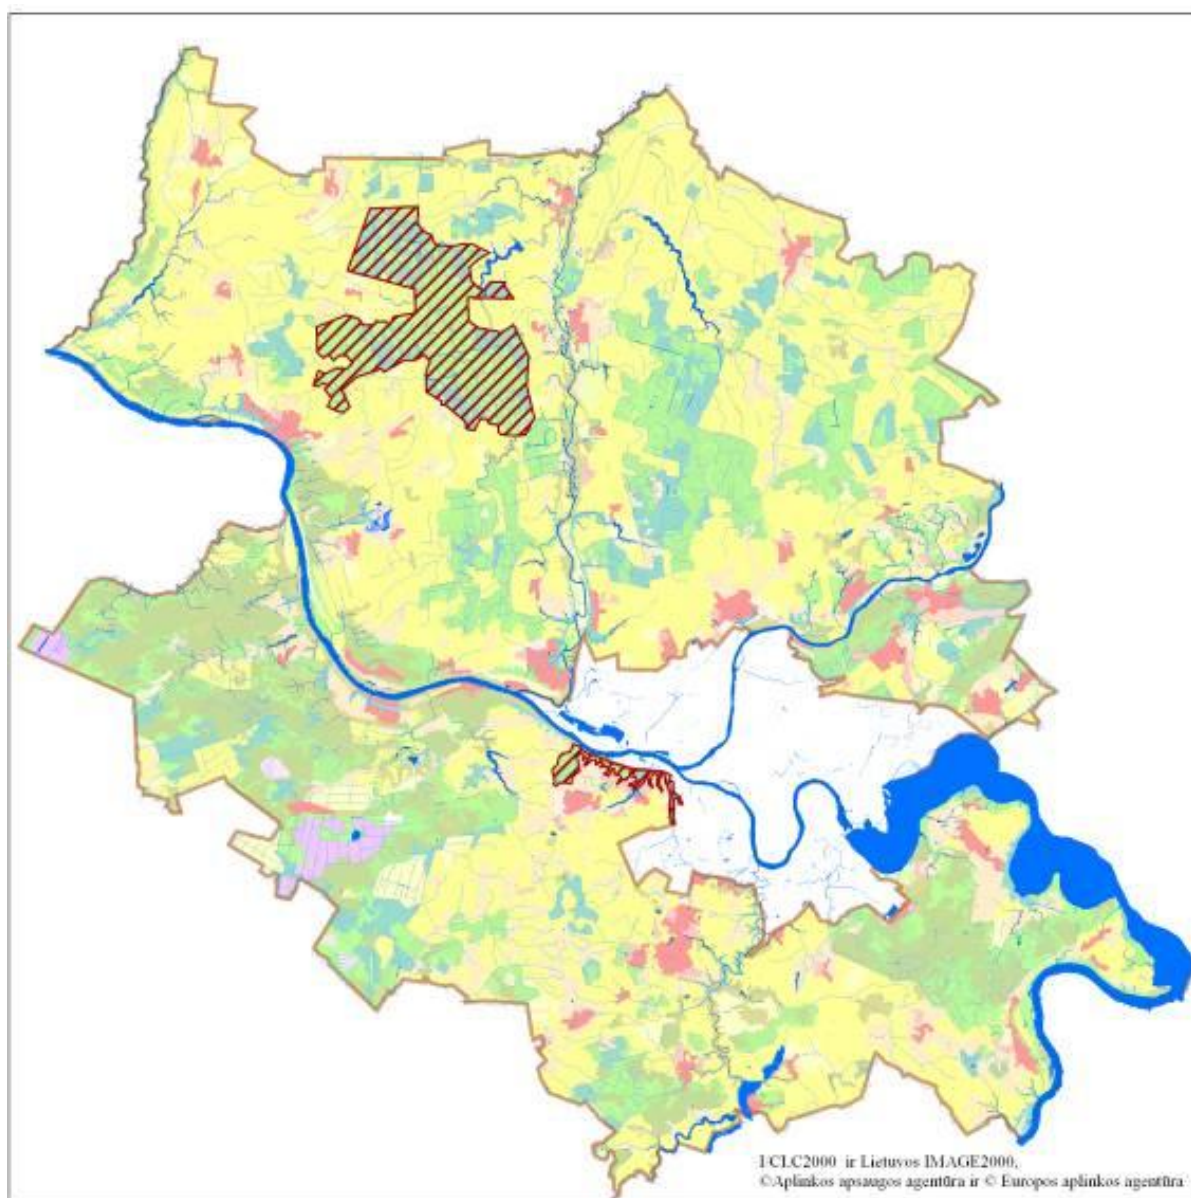 I/CLC2000 ir Lietuvos IMAGE2000,
©Aplinkos apsaugos agentūra ir © Europos aplinkos agentūra